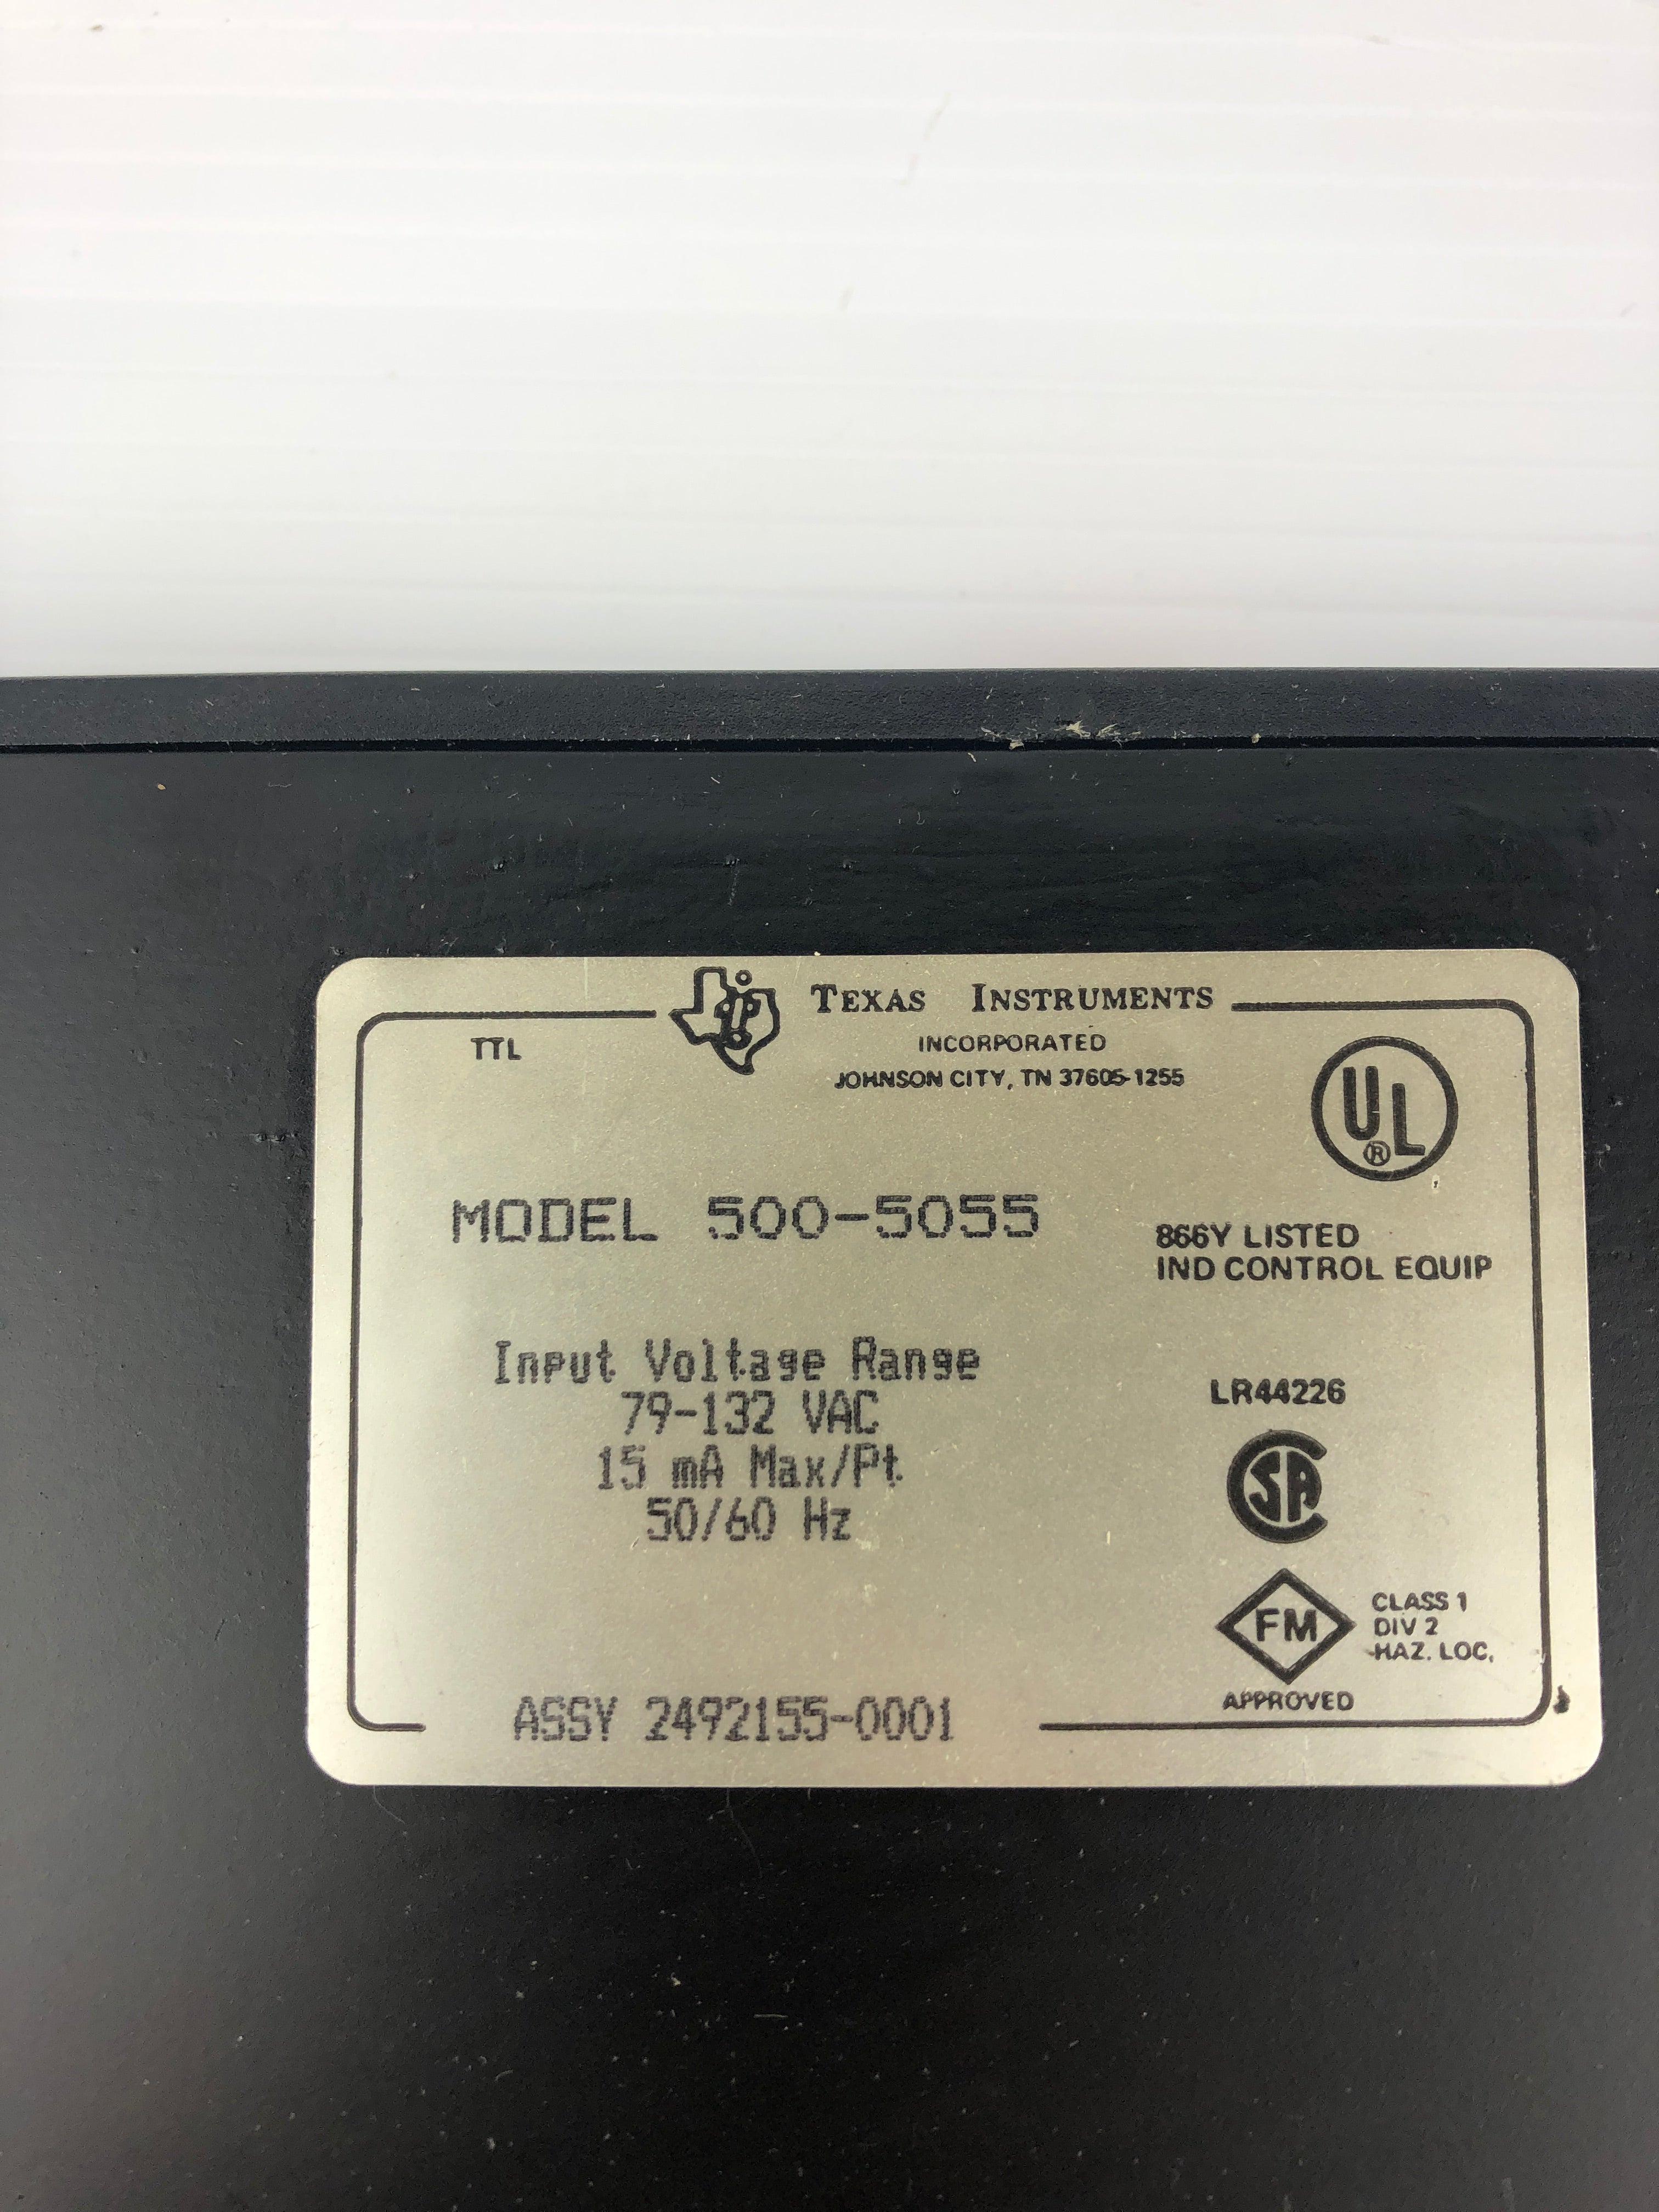 TEXAS INSTRUMENTS
TTL
INCORPORATED
JOHNSON CITY, TN 37605-1255
UL
®
MODEL 500-5055
866Y LISTED
IND CONTROL EQUIP
Input Voltage Range
79-132 VAC
15 mA Max/Pt
50/60 Hz
LR44226
CSA
FM
CLASS 1
DIV 2
HAZ. LOC.
APPROVED
ASSY 2492155-0001